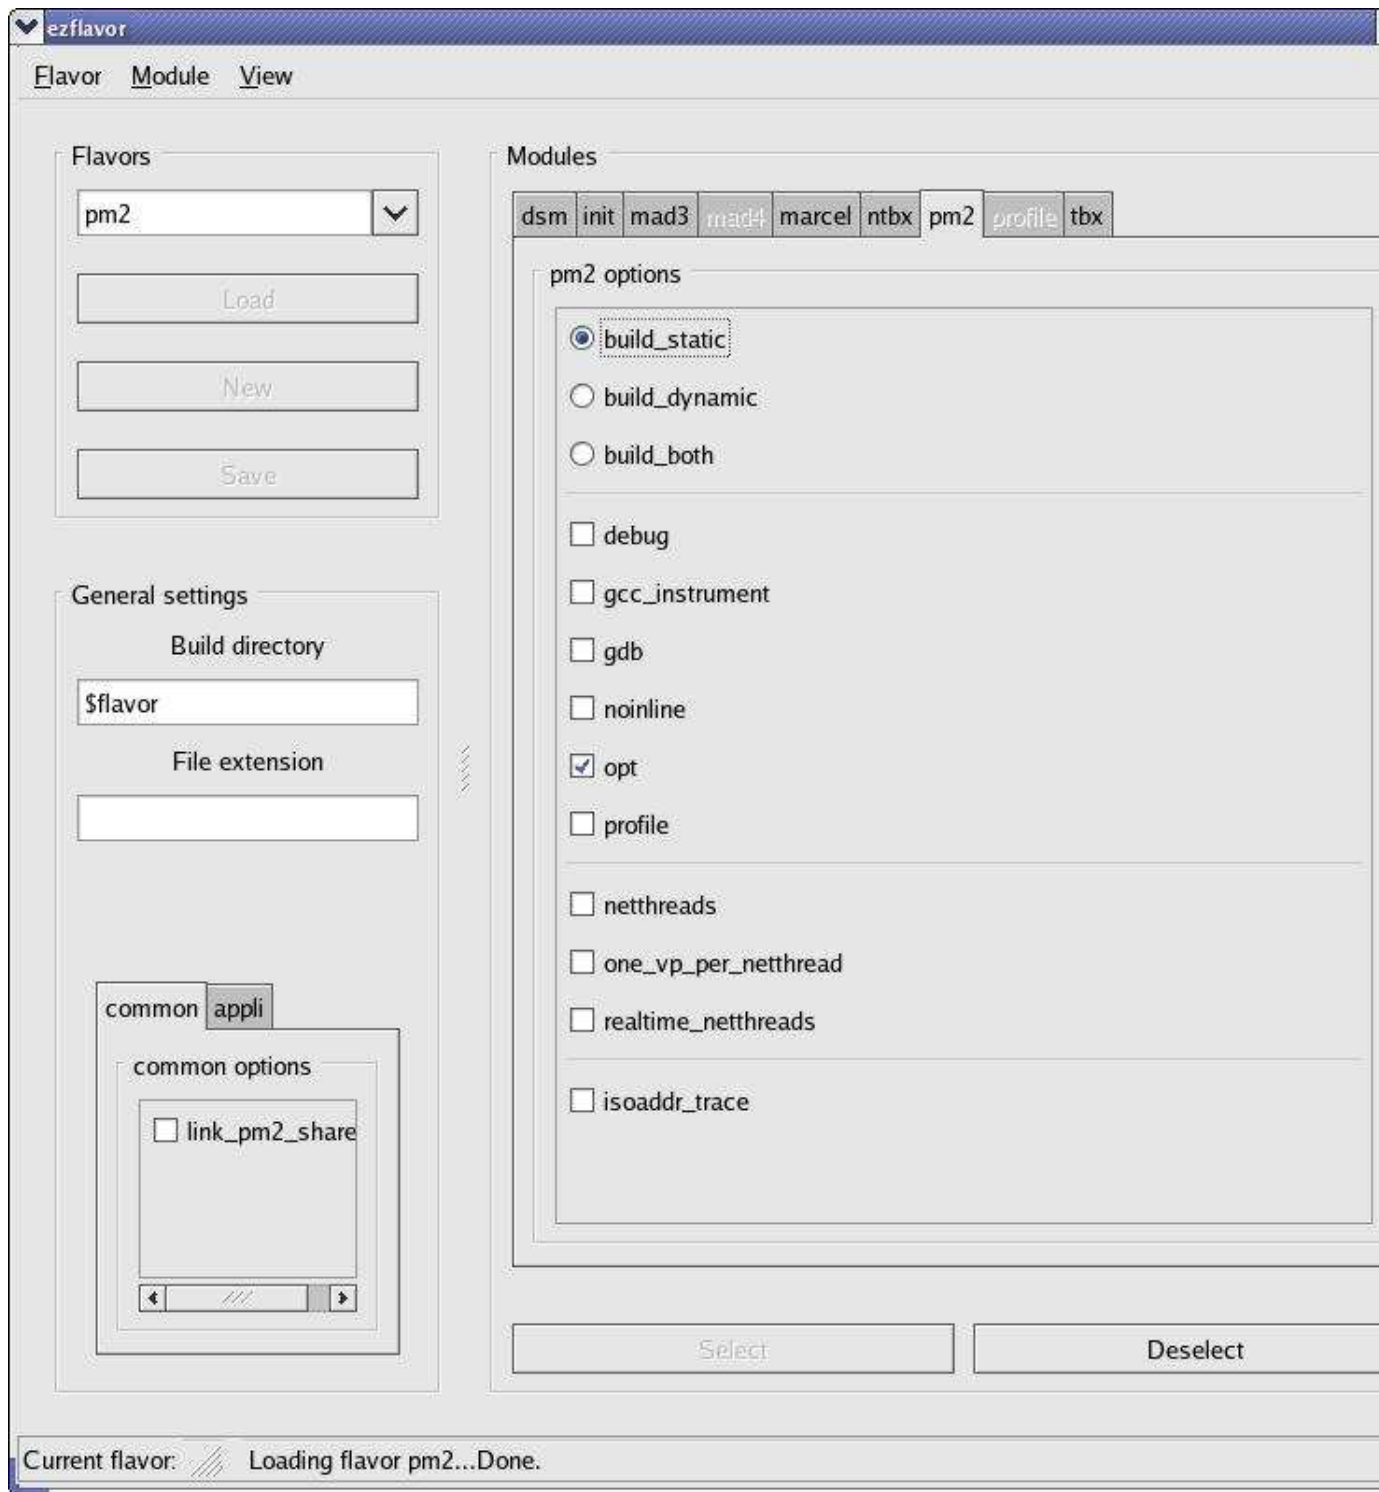 ezflavor
Flavor Module View
Flavors
pm2
Load
New
Save
General settings
Build directory
$flavor
File extension
common appli
common options
link_pm2_share
Modules
dsm init mad3 mad4 marcel ntbx pm2 profile tbx
pm2 options
build_static
build_dynamic
build_both
debug
gcc_instrument
gdb
noinline
opt
profile
netthreads
one_vp_per_netthread
realtime_netthreads
isoaddr_trace
Select Deselect
Current flavor: Loading flavor pm2...Done.